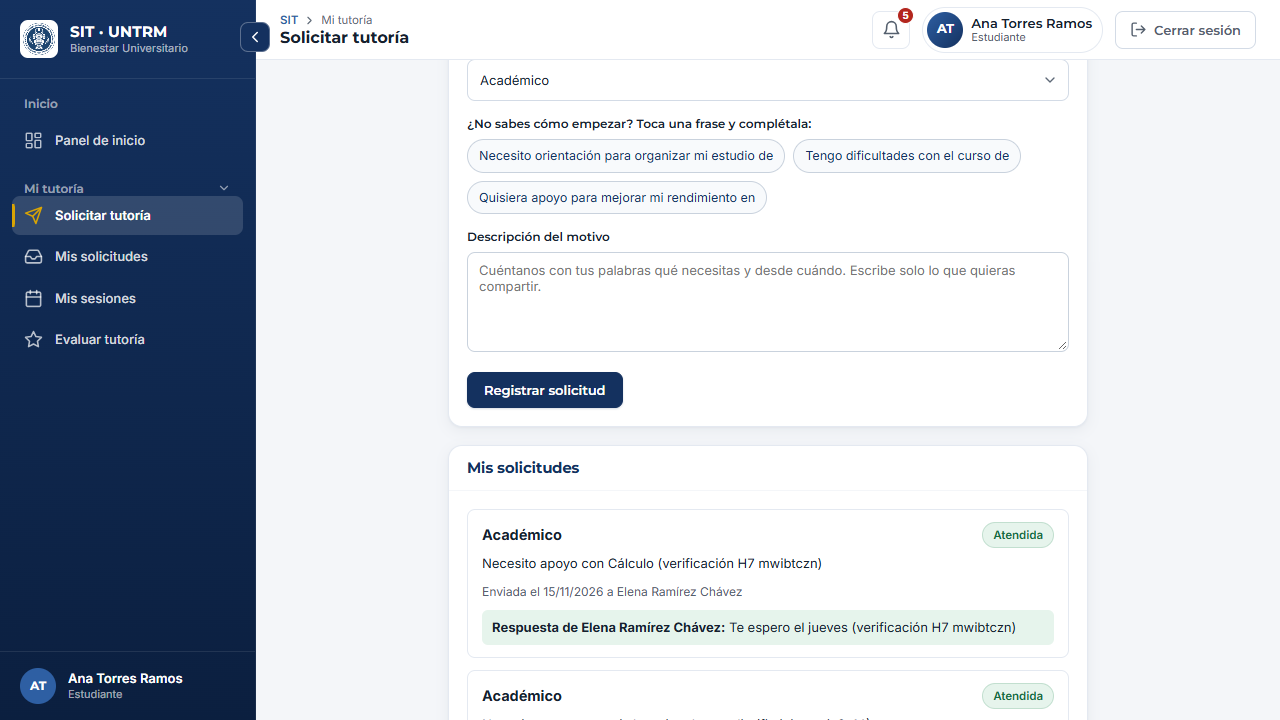 SIT · UNTRM
Bienestar Universitario
Inicio
Panel de inicio
Mi tutoría
Solicitar tutoría
Mis solicitudes
Mis sesiones
Evaluar tutoría
Ana Torres Ramos
Estudiante
SIT > Mi tutoría
Solicitar tutoría
5
AT
Ana Torres Ramos
Estudiante
Cerrar sesión
Académico
¿No sabes cómo empezar? Toca una frase y complétala:
Necesito orientación para organizar mi estudio de
Tengo dificultades con el curso de
Quisiera apoyo para mejorar mi rendimiento en
Descripción del motivo
Cuéntanos con tus palabras qué necesitas y desde cuándo. Escribe solo lo que quieras
compartir.
Registrar solicitud
Mis solicitudes
Académico
Atendida
Necesito apoyo con Cálculo (verificación H7 mwibtczn)
Enviada el 15/11/2026 a Elena Ramírez Chávez
Respuesta de Elena Ramírez Chávez: Te espero el jueves (verificación H7 mwibtczn)
Académico
Atendida
AT